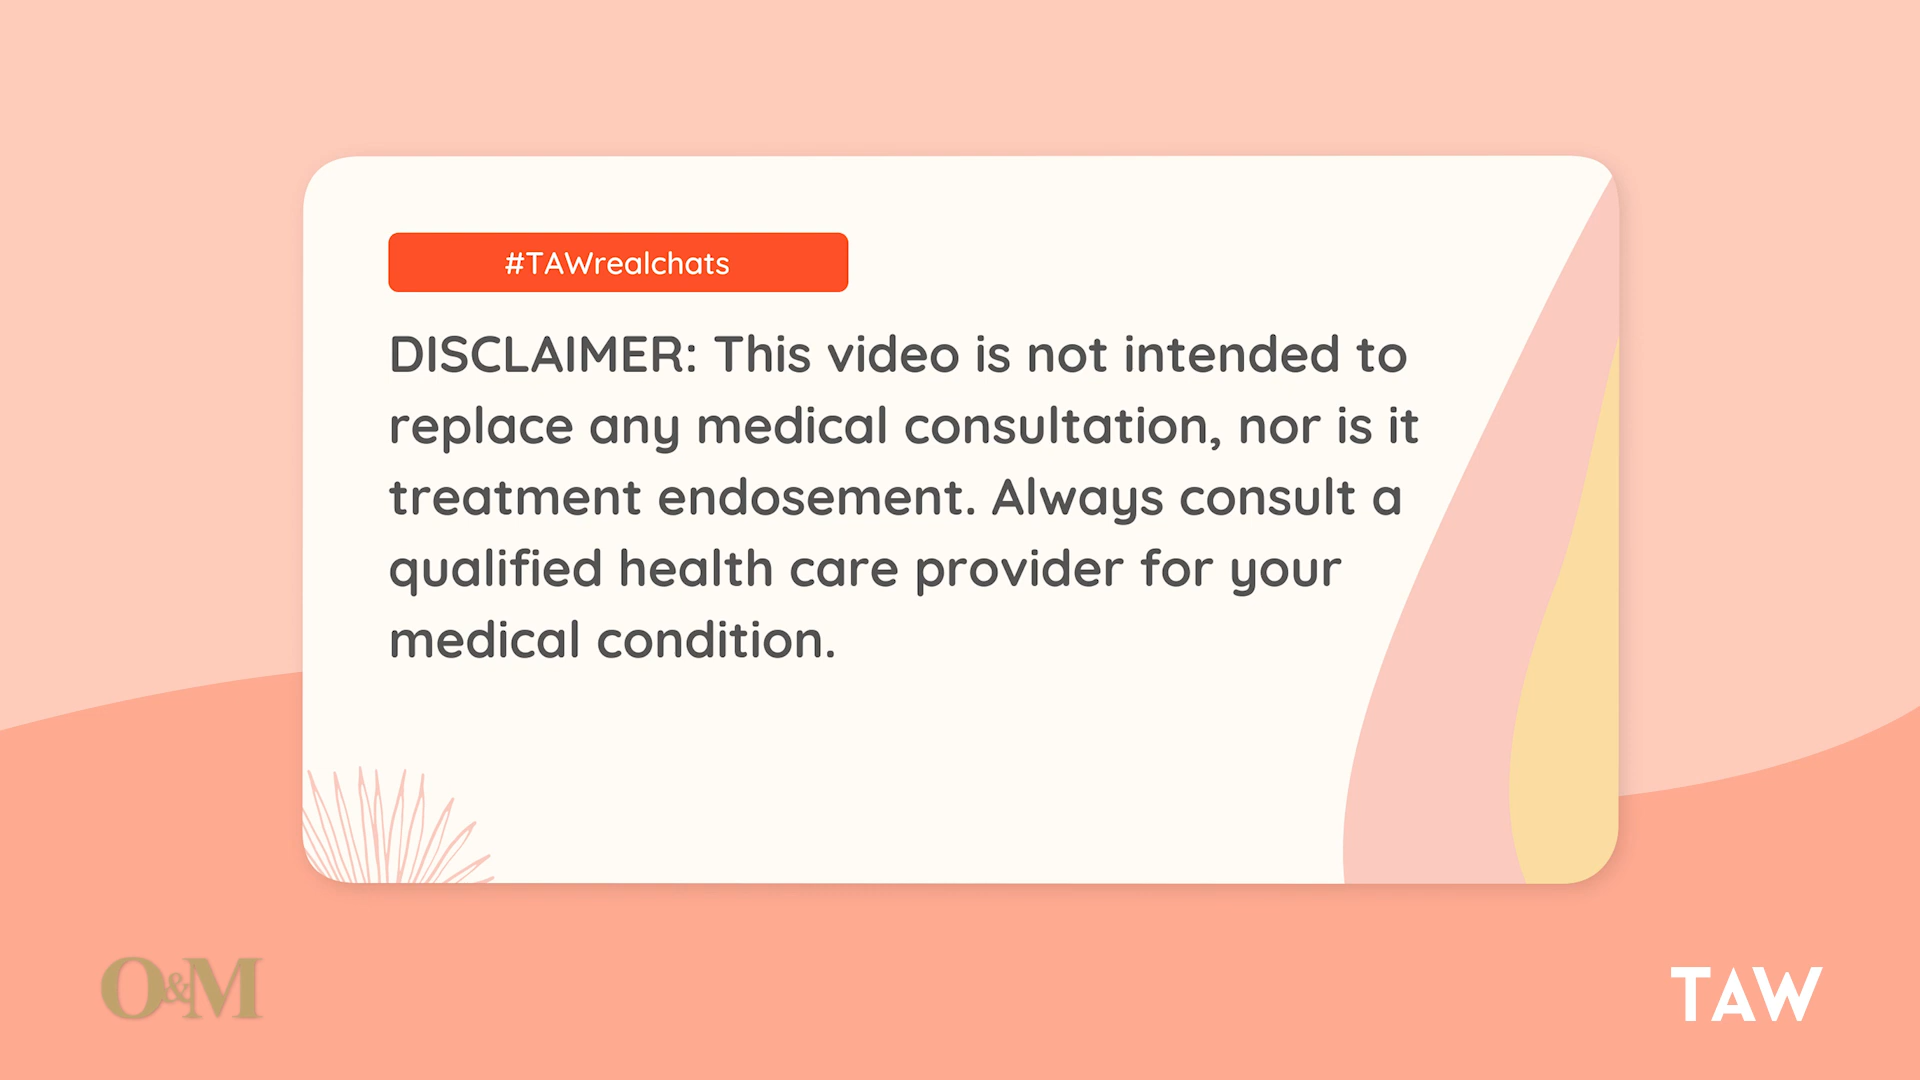 #TAWrealchats
DISCLAIMER: This video is not intended to
replace any medical consultation, nor is it
treatment endosement. Always consult a
qualified health care provider for your
medical condition.
O&M
TAW